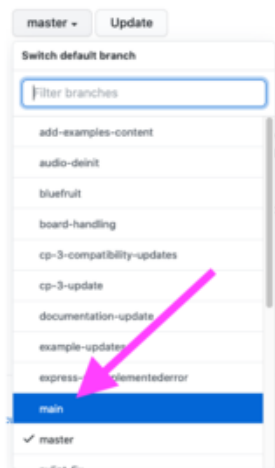 master
Update
Switch default branch
Filter branches
add-examples-content
audio-deinit
bluefruit
board-handling
cp-3-compatibility-updates
cp-3-update
documentation-update
example-updates
express-
main
master